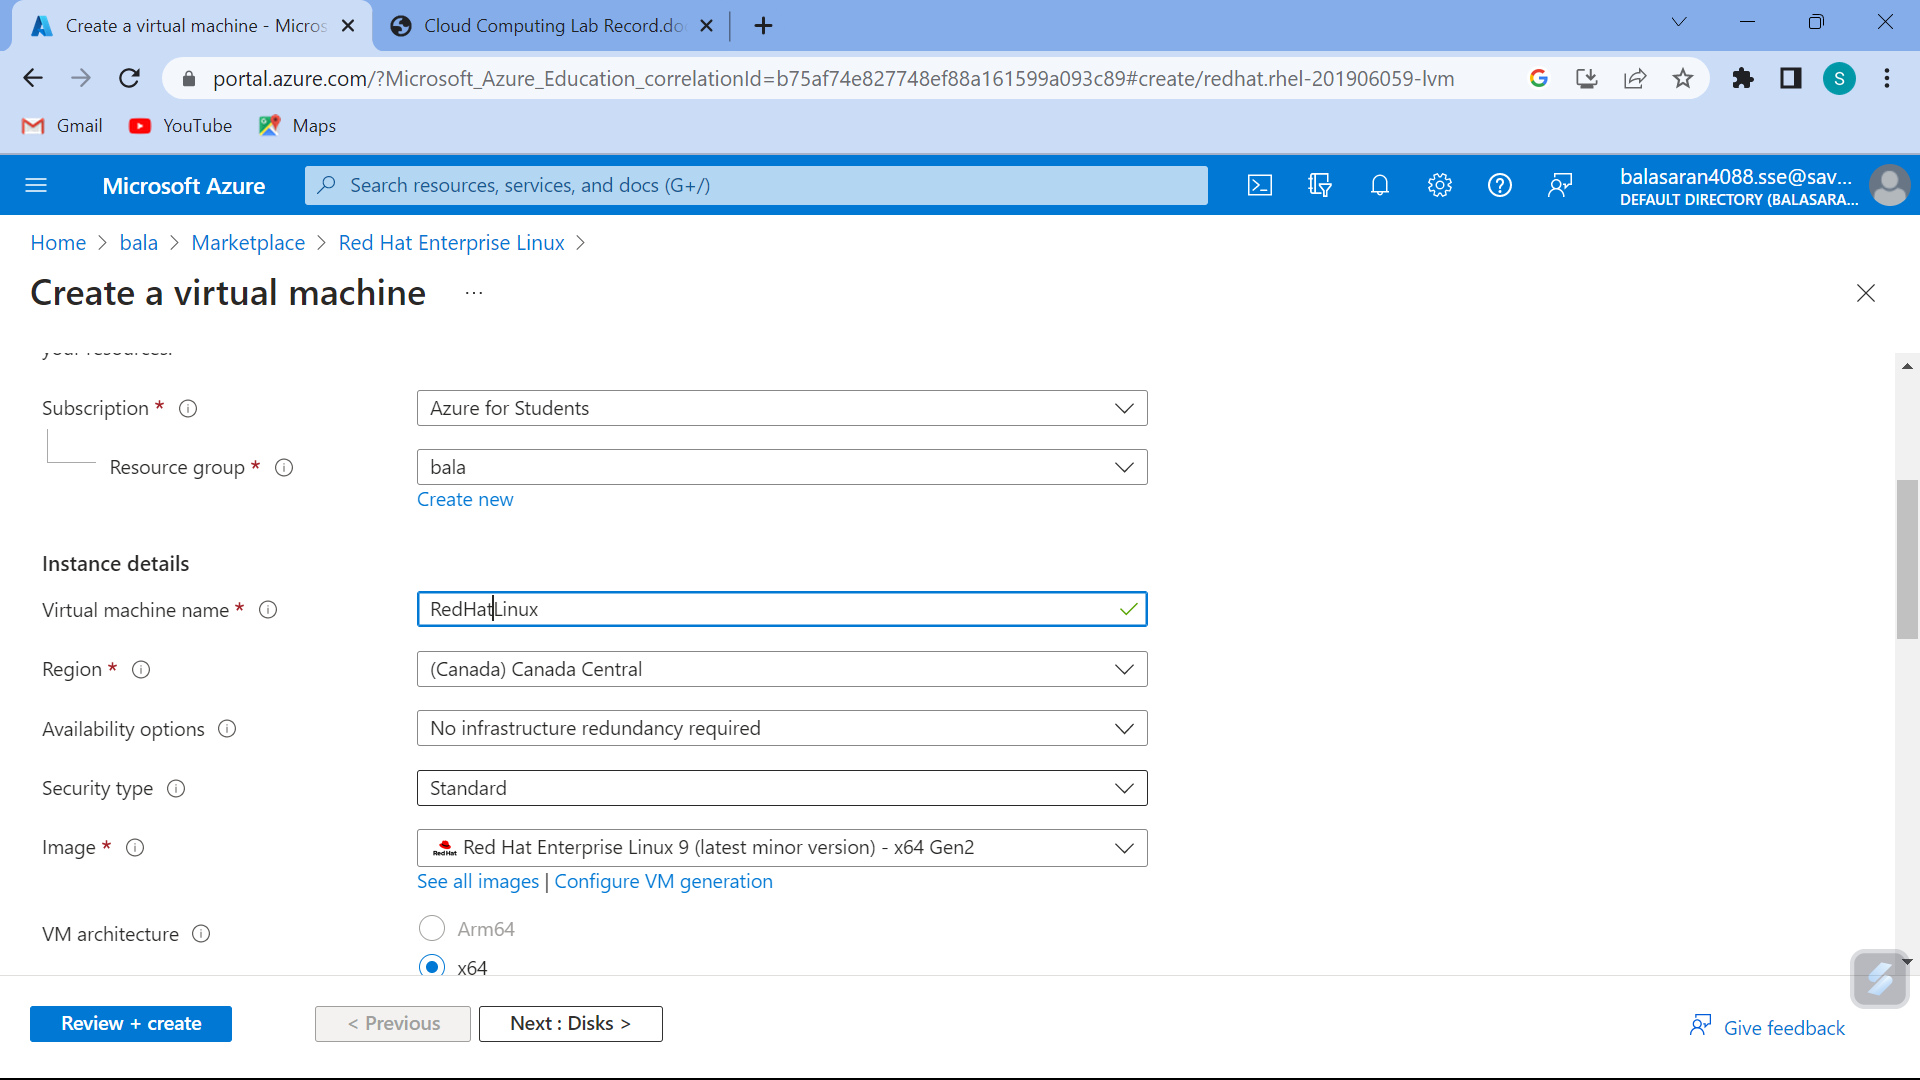 Create a virtual machine - Micros
Cloud Computing Lab Record.do
portal.azure.com/?Microsoft_Azure_Education_correlationId=b75af74e827748ef88a161599a093c89#create/redhat.rhel-201906059-lvm
S
Gmail
YouTube
Maps
Microsoft Azure
Search resources, services, and docs (G+/)
balasaran4088.sse@sav...
DEFAULT DIRECTORY (BALASARA...
Home > bala > Marketplace > Red Hat Enterprise Linux >
Create a virtual machine ...
your resources.
Subscription *
Azure for Students
Resource group *
bala
Create new
Instance details
Virtual machine name *
RedHatLinux
Region *
(Canada) Canada Central
Availability options
No infrastructure redundancy required
Security type
Standard
Image *
Red Hat Red Hat Enterprise Linux 9 (latest minor version) - x64 Gen2
See all images | Configure VM generation
VM architecture
Arm64
x64
Review + create
< Previous
Next : Disks >
Give feedback